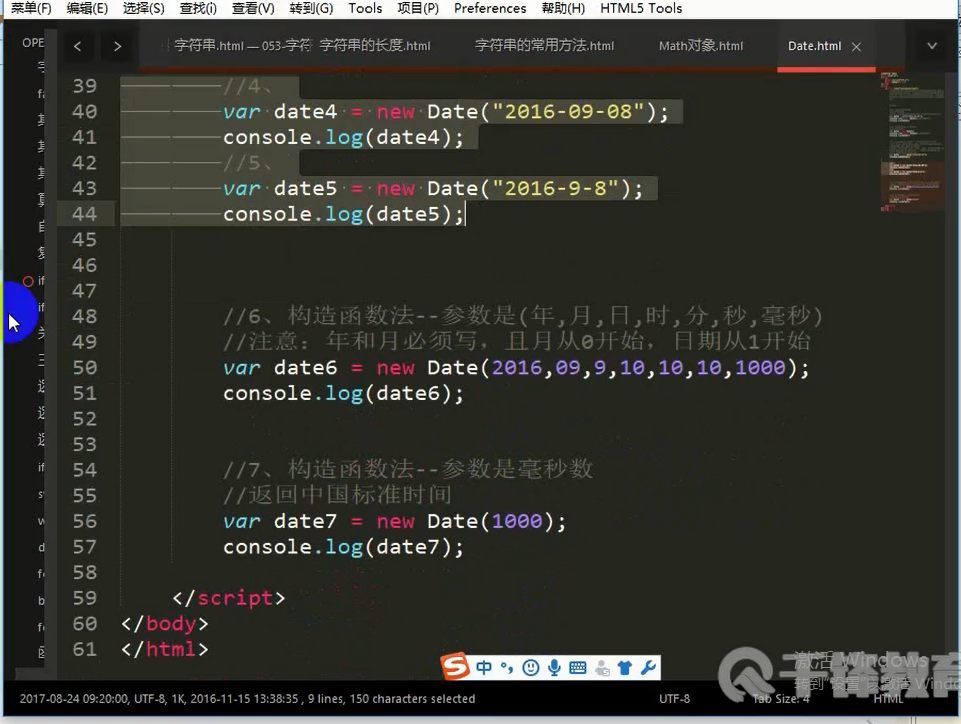 菜单(F) 编辑(E) 选择(S) 查找(i) 查看(V) 转到(G) Tools 项目(P) Preferences 帮助(H) HTML5 Tools
字符串.html — 053-字符 字符串的长度.html 字符串的常用方法.html Math对象.html Date.html
39 //4、
40 var date4 = new Date("2016-09-08");
41 console.log(date4);
42 //5、
43 var date5 = new Date("2016-9-8");
44 console.log(date5);
45
46
47
48 //6、构造函数法--参数是(年,月,日,时,分,秒,毫秒)
49 //注意: 年和月必须写，且月从0开始，日期从1开始
50 var date6 = new Date(2016,09,9,10,10,10,1000);
51 console.log(date6);
52
53
54 //7、构造函数法--参数是毫秒数
55 //返回中国标准时间
56 var date7 = new Date(1000);
57 console.log(date7);
58
59 </script>
60 </body>
61 </html>
中
激活 Windows
转到"设置"以激活 Windo
2017-08-24 09:20:00, UTF-8, 1K, 2016-11-15 13:38:35 , 9 lines, 150 characters selected UTF-8 Tab Size: 4 HTML